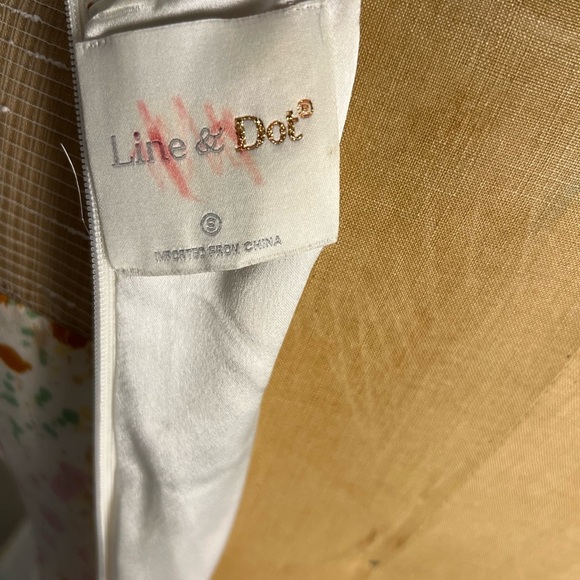 Line & Dot®
S
IMPORTED FROM CHINA